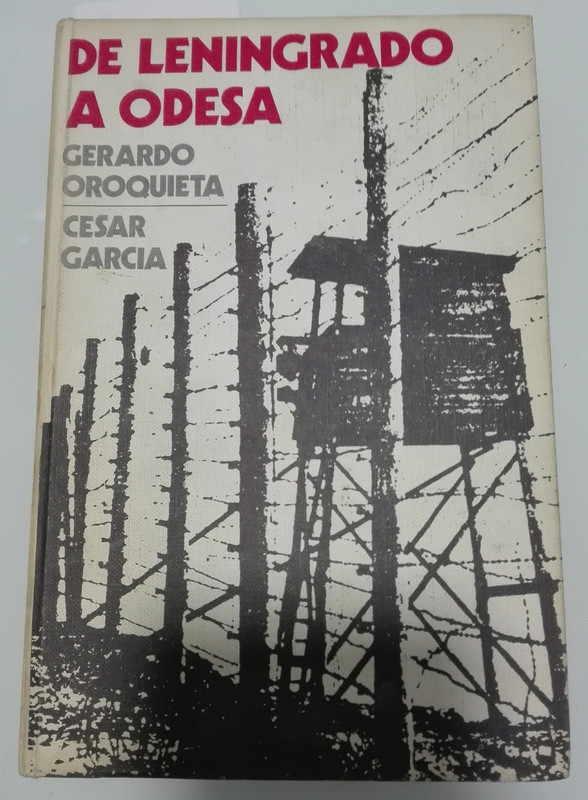 DE LENINGRADO
A ODESA
GERARDO
OROQUIETA
CESAR
GARCIA